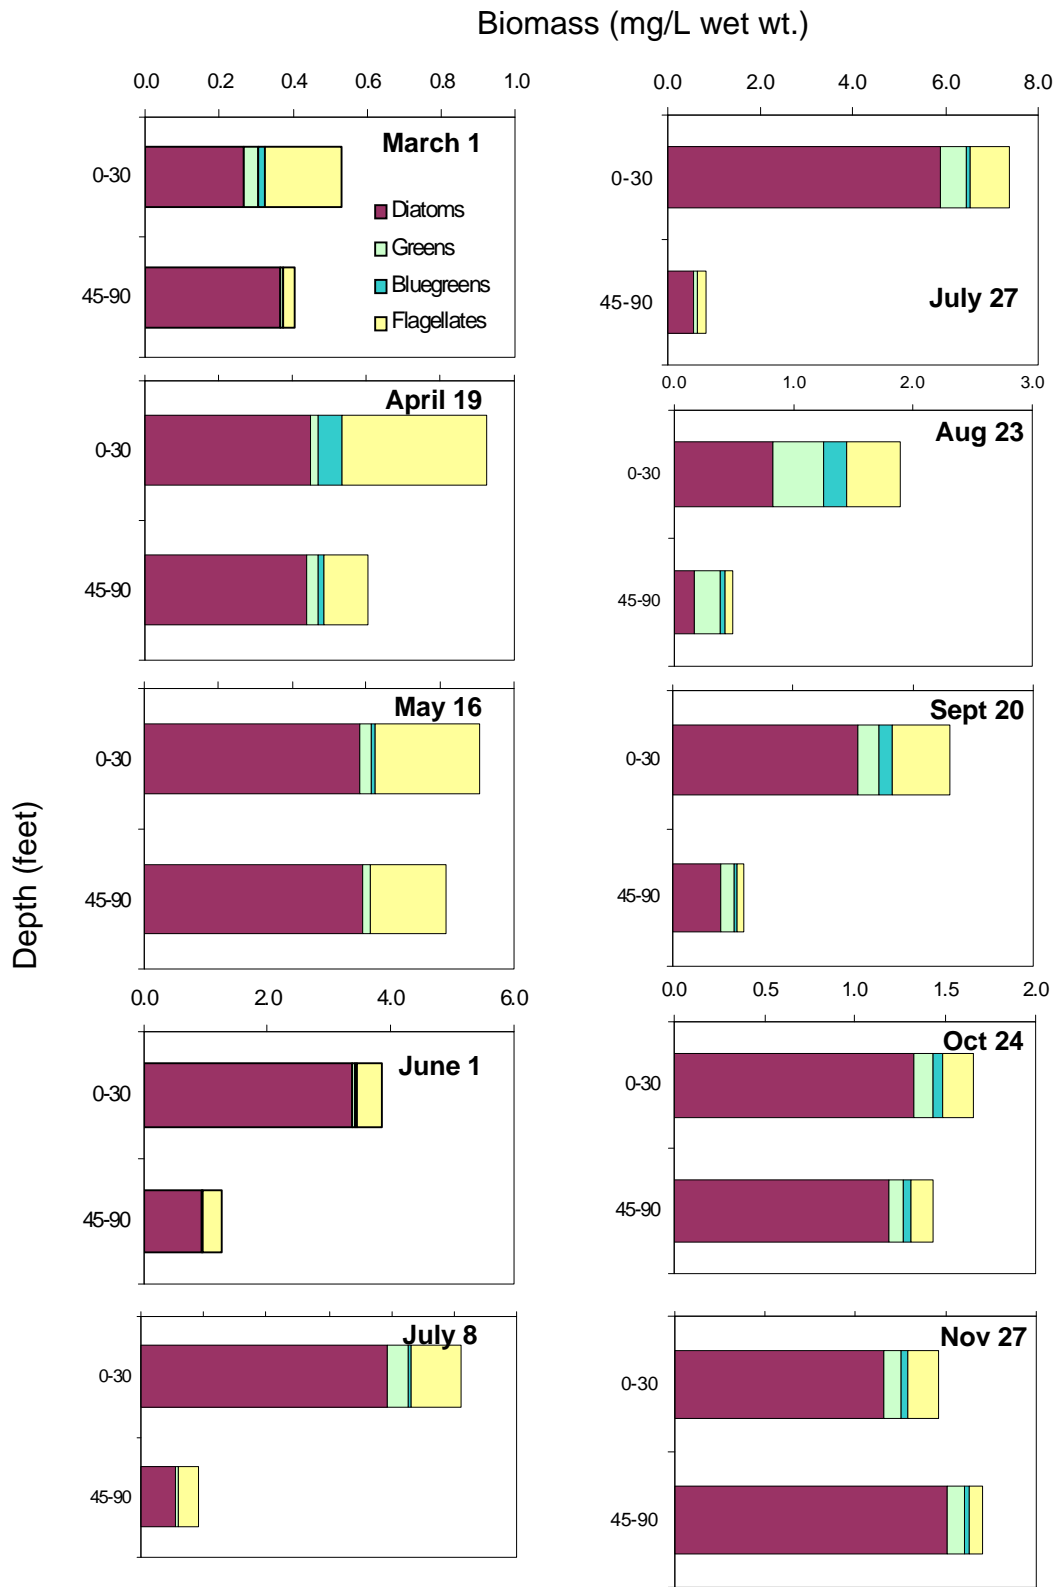 Biomass (mg/L wet wt.)
Depth (feet)
0.0 0.2 0.4 0.6 0.8 1.0
March 1
0-30
45-90
Diatoms
Greens
Bluegreens
Flagellates
April 19
0-30
45-90
May 16
0-30
45-90
0.0 2.0 4.0 6.0
June 1
0-30
45-90
July 8
0-30
45-90
0.0 2.0 4.0 6.0 8.0
0-30
45-90
July 27
0.0 1.0 2.0 3.0
Aug 23
0-30
45-90
Sept 20
0-30
45-90
0.0 0.5 1.0 1.5 2.0
Oct 24
0-30
45-90
Nov 27
0-30
45-90